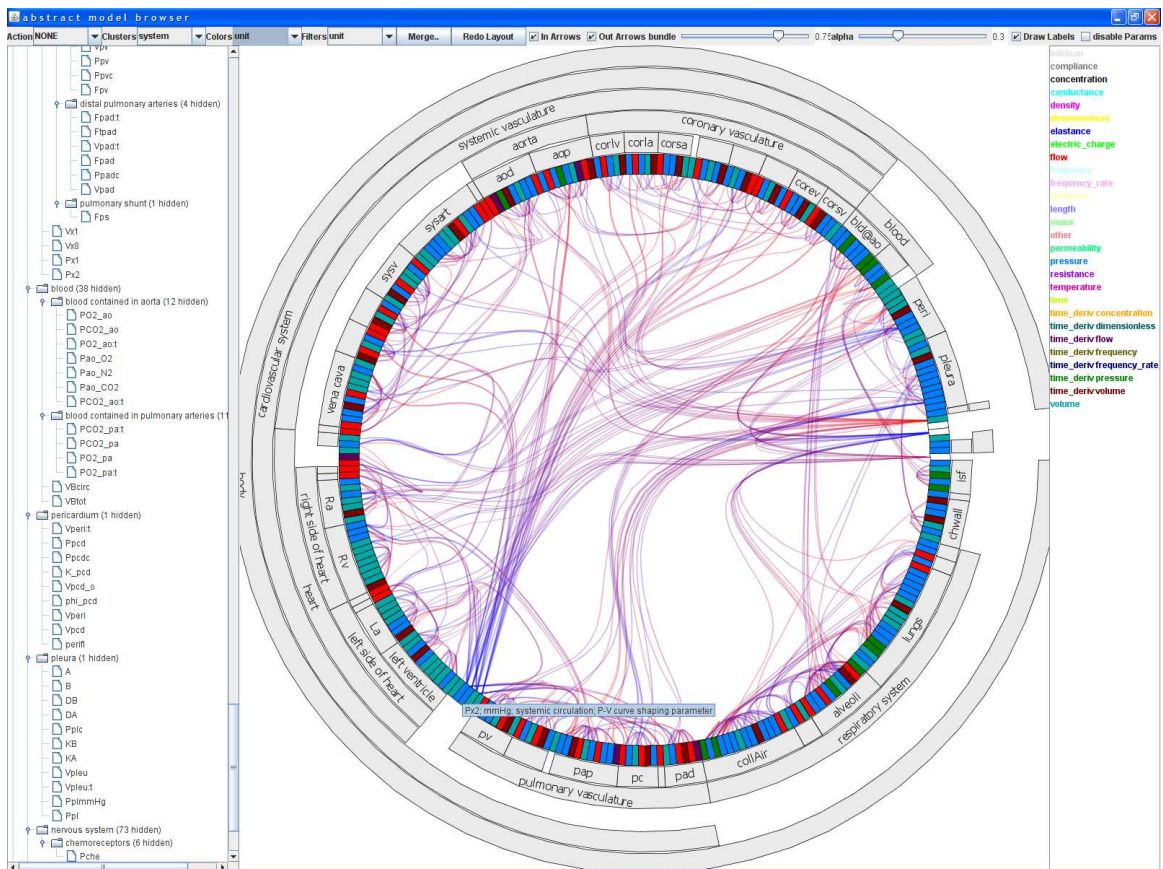 abstract model browser
Action NONE Clusters system Colors unit Filters unit Merge.. Redo Layout In Arrows Out Arrows bundle 0.75 alpha 0.3 Draw Labels disable Params
Vpv
Ppv
Ppvc
Fpv
distal pulmonary arteries (4 hidden)
Fpad:t
Ftpad
Vpad:t
Fpad
Ppadc
Vpad
pulmonary shunt (1 hidden)
Fps
Vx1
Vx8
Px1
Px2
blood (38 hidden)
blood contained in aorta (12 hidden)
PO2_ao
PCO2_ao
PO2_ao:t
Pao_O2
Pao_N2
Pao_CO2
PCO2_ao:t
blood contained in pulmonary arteries (11
PCO2_pa:t
PCO2_pa
PO2_pa
PO2_pa:t
VBcirc
VBtot
pericardium (1 hidden)
Vperi:t
Ppcd
Ppcdc
K_pcd
Vpcd_o
phi_pcd
Vperi
Vpcd
perifl
pleura (1 hidden)
A
B
DB
DA
Pplc
KB
KA
Vpleu
Vpleu:t
PplmmHg
Ppl
nervous system (73 hidden)
chemoreceptors (6 hidden)
Pche
systemic vasculature
coronary vasculature
aorta
aod
aop
corlv
corla
corsa
corev
corsv
bld@ao
blood
peri
pleura
isf
chwall
lungs
alveoli
respiratory system
collAir
pad
pc
pap
pv
pulmonary vasculature
Px2; mmHg; systemic circulation; P-V curve shaping parameter
left ventricle
La
left side of heart
Rv
Ra
right side of heart
heart
vena cava
sysv
sysart
cardiovascular system
boolean
compliance
concentration
conductance
density
dimensionless
elastance
electric_charge
flow
frequency
frequency_rate
length
mass
other
permeability
pressure
resistance
temperature
time
time_deriv concentration
time_deriv dimensionless
time_deriv flow
time_deriv frequency
time_deriv frequency_rate
time_deriv pressure
time_deriv volume
volume